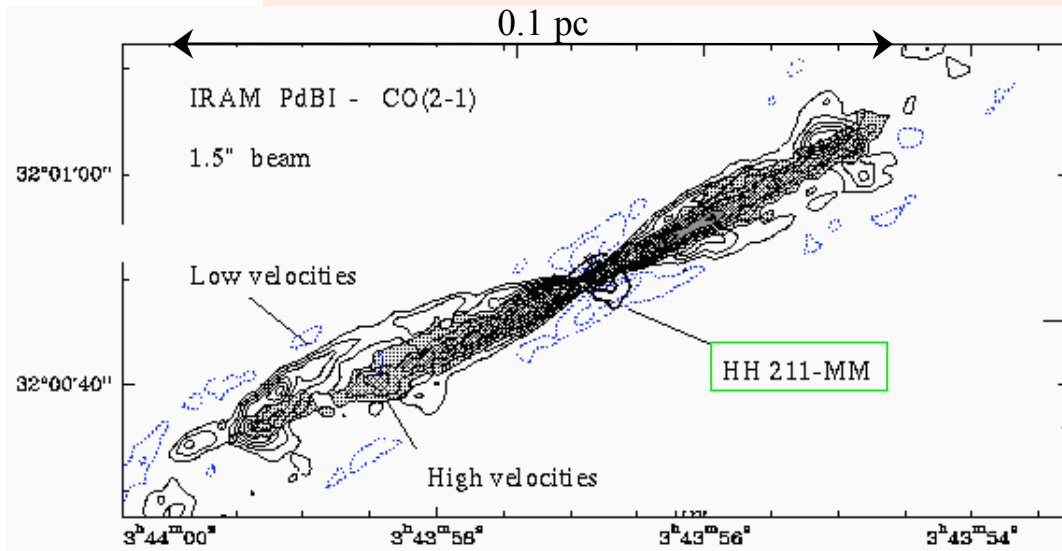 0.1 pc
IRAM PdBI - CO(2-1)
1.5" beam
32°01'00"
Low velocities
HH 211-MM
32°00'40"
High velocities
3ʰ44ᵐ00ˢ 3ʰ43ᵐ58ˢ 3ʰ43ᵐ56ˢ 3ʰ43ᵐ54ˢ